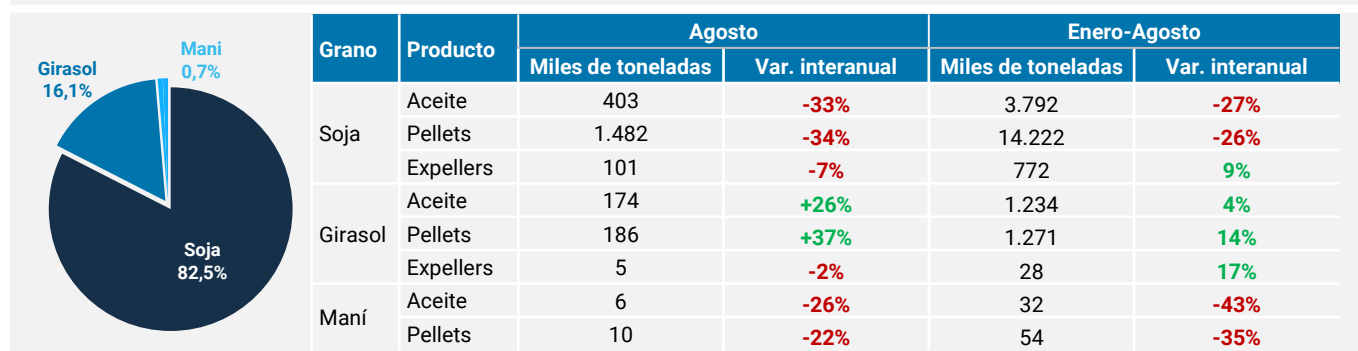 Mani
0,7%
Girasol
16,1%
Soja
82,5%
Grano Producto Agosto Enero-Agosto
Miles de toneladas Var. interanual Miles de toneladas Var. interanual
Soja Aceite 403 -33% 3.792 -27%
Pellets 1.482 -34% 14.222 -26%
Expellers 101 -7% 772 9%
Girasol Aceite 174 +26% 1.234 4%
Pellets 186 +37% 1.271 14%
Expellers 5 -2% 28 17%
Maní Aceite 6 -26% 32 -43%
Pellets 10 -22% 54 -35%